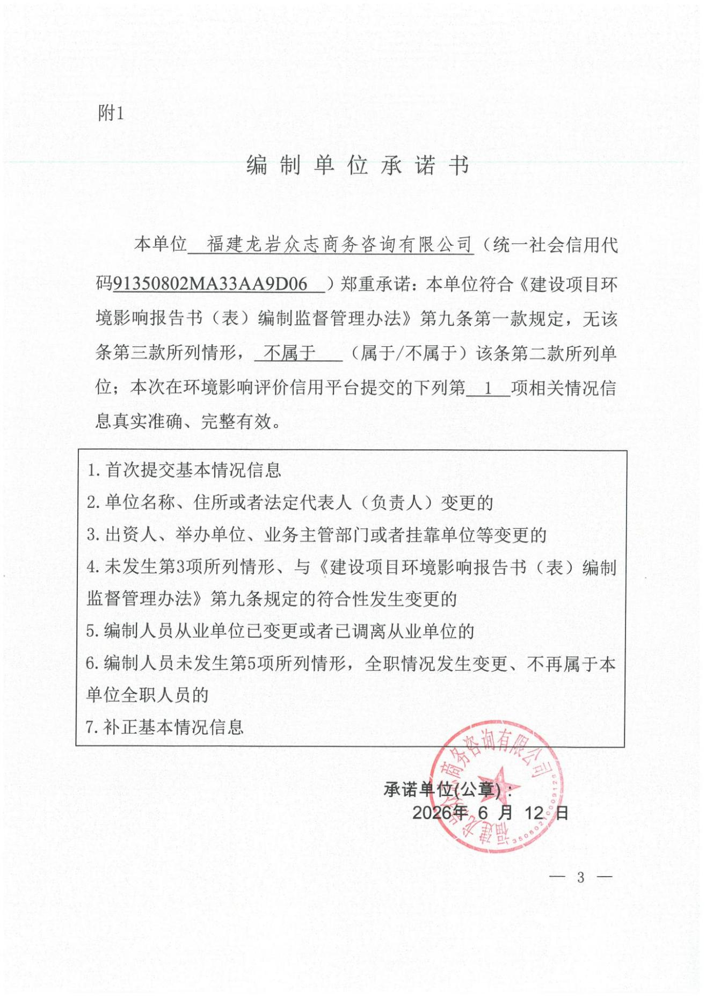 附1
编制单位承诺书
本单位 福建龙岩众志商务咨询有限公司（统一社会信用代
码91350802MA33AA9D06 ）郑重承诺：本单位符合《建设项目环
境影响报告书（表）编制监督管理办法》第九条第一款规定，无该
条第三款所列情形， 不属于 （属于/不属于）该条第二款所列单
位；本次在环境影响评价信用平台提交的下列第 1 项相关情况信
息真实准确、完整有效。
1.首次提交基本情况信息
2.单位名称、住所或者法定代表人（负责人）变更的
3.出资人、举办单位、业务主管部门或者挂靠单位等变更的
4.未发生第3项所列情形、与《建设项目环境影响报告书（表）编制
监督管理办法》第九条规定的符合性发生变更的
5.编制人员从业单位已变更或者已调离从业单位的
6.编制人员未发生第5项所列情形，全职情况发生变更、不再属于本
单位全职人员的
7.补正基本情况信息
福建龙岩众志商务咨询有限公司
承诺单位(公章)：
2026年 6 月 12 日
35080210009126
— 3 —